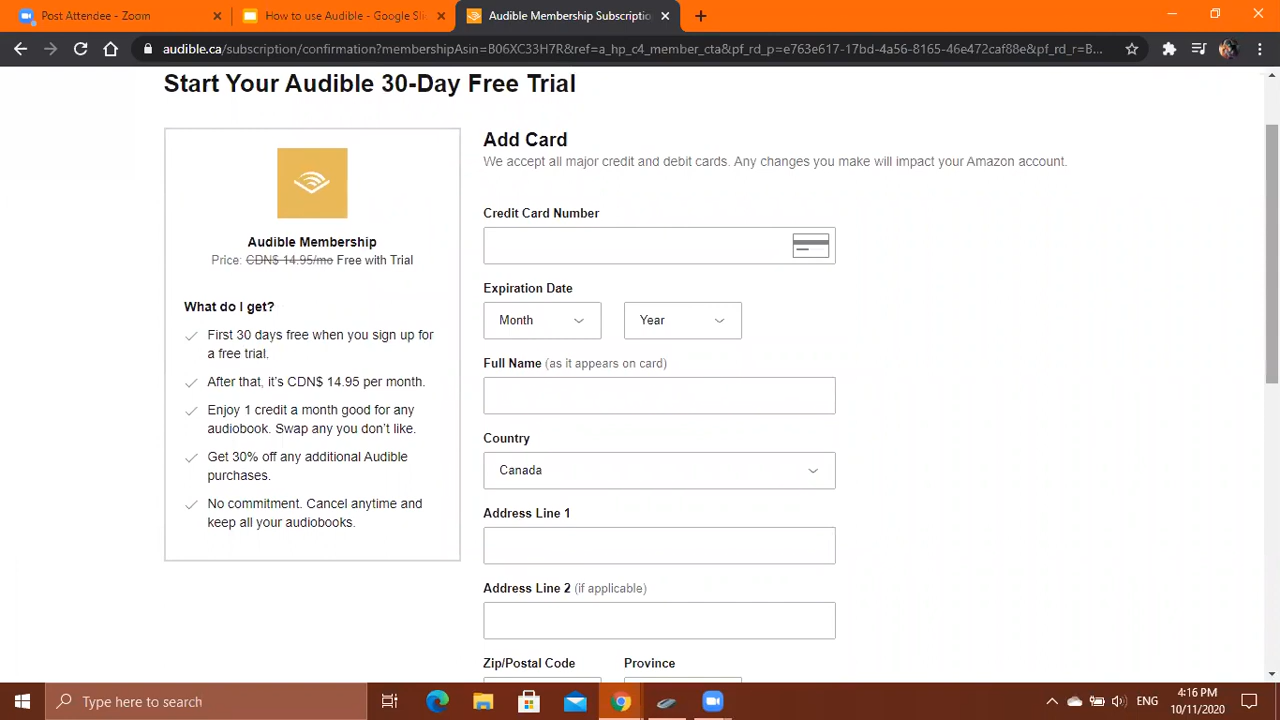 Post Attendee - Zoom
How to use Audible - Google Sli
Audible Membership Subscriptio
audible.ca/subscription/confirmation?membershipAsin=B06XC33H7R&ref=a_hp_c4_member_cta&pf_rd_p=e763e617-17bd-4a56-8165-46e472caf88e&pf_rd_r=B...
Start Your Audible 30-Day Free Trial
Audible Membership
Price: CDN$ 14.95/mo Free with Trial
What do I get?
First 30 days free when you sign up for
a free trial.
After that, it's CDN$ 14.95 per month.
Enjoy 1 credit a month good for any
audiobook. Swap any you don't like.
Get 30% off any additional Audible
purchases.
No commitment. Cancel anytime and
keep all your audiobooks.
Add Card
We accept all major credit and debit cards. Any changes you make will impact your Amazon account.
Credit Card Number
Expiration Date
Month
Year
Full Name (as it appears on card)
Country
Canada
Address Line 1
Address Line 2 (if applicable)
Zip/Postal Code
Province
Type here to search
ENG
4:16 PM
10/11/2020